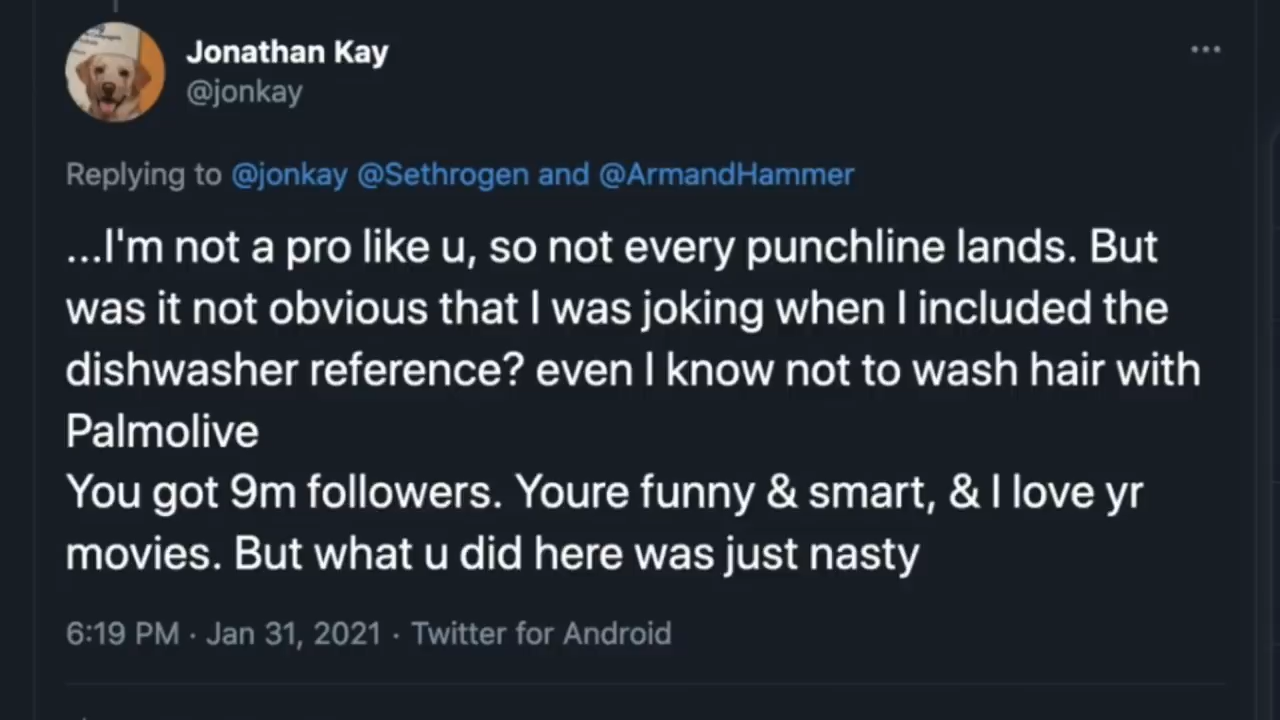 Jonathan Kay
@jonkay
Replying to @jonkay @Sethrogen and @ArmandHammer
...I'm not a pro like u, so not every punchline lands. But
was it not obvious that I was joking when I included the
dishwasher reference? even I know not to wash hair with
Palmolive
You got 9m followers. Youre funny & smart, & I love yr
movies. But what u did here was just nasty
6:19 PM · Jan 31, 2021 · Twitter for Android